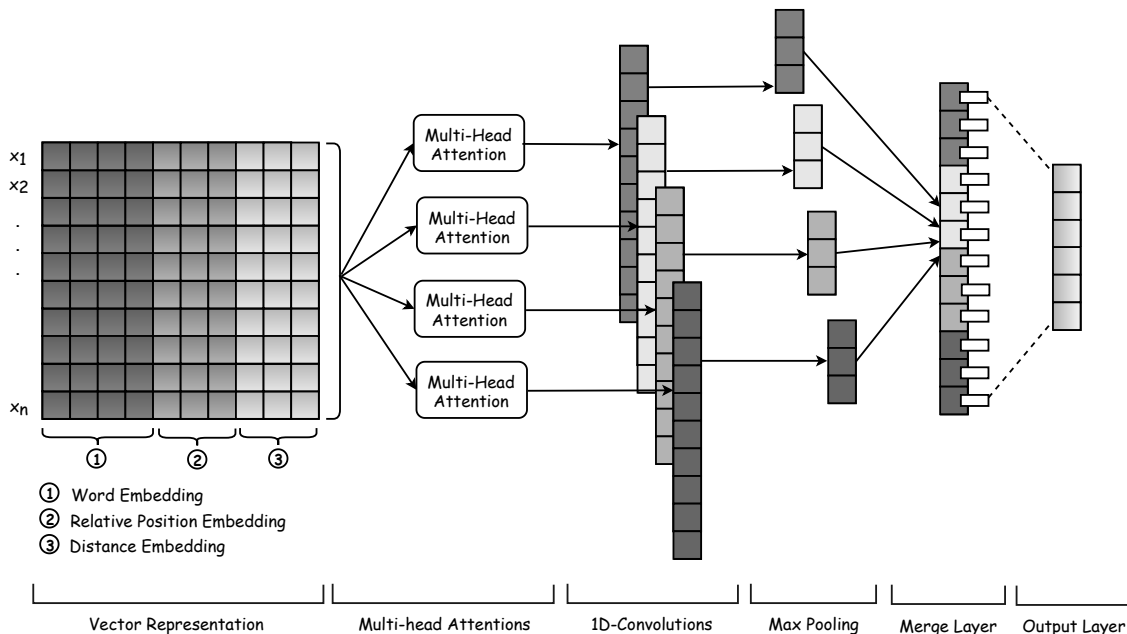 x1
x2
.
.
.
xn
1
2
3
1 Word Embedding
2 Relative Position Embedding
3 Distance Embedding
Multi-Head
Attention
Multi-Head
Attention
Multi-Head
Attention
Multi-Head
Attention
Vector Representation
Multi-head Attentions
1D-Convolutions
Max Pooling
Merge Layer
Output Layer